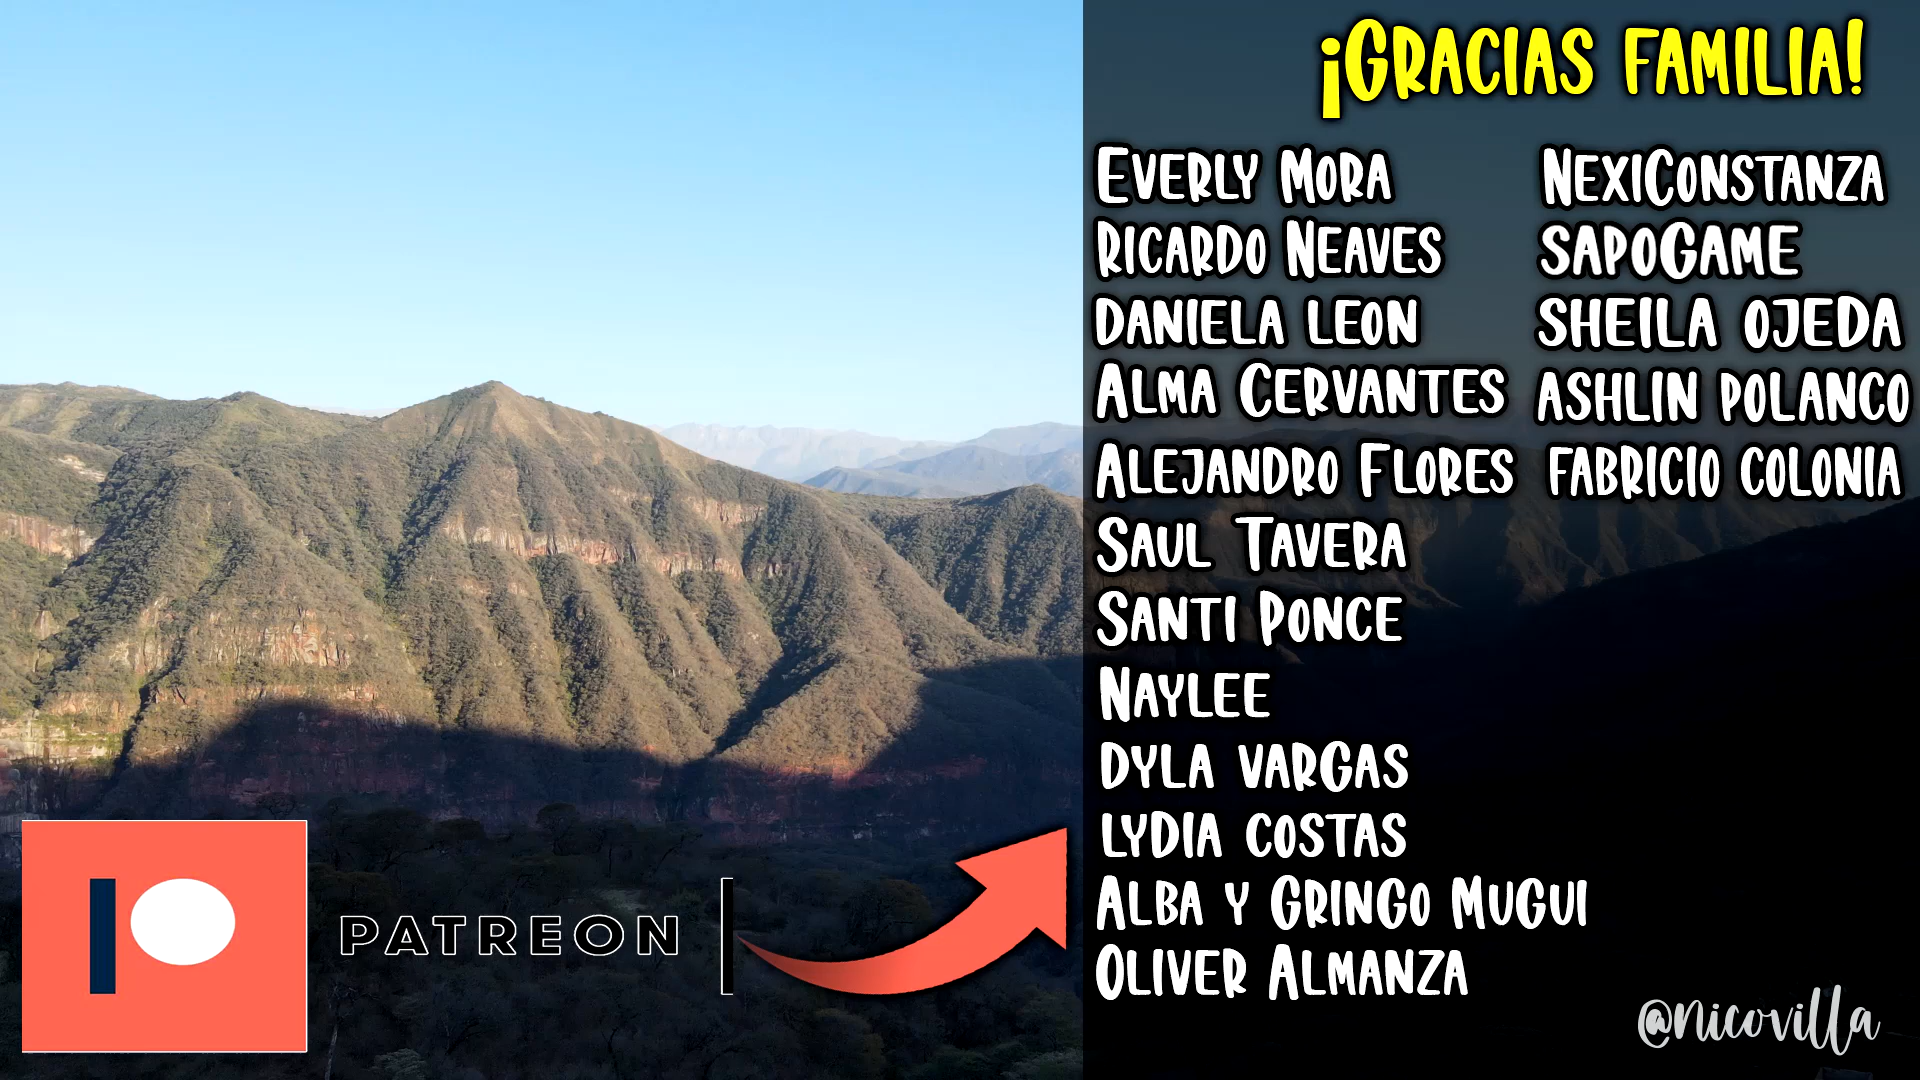 ¡GRACIAS FAMILIA!
EVERLY MORA
RICARDO NEAVES
DANIELA LEON
ALMA CERVANTES
ALEJANDRO FLORES
SAUL TAVERA
SANTI PONCE
NAYLEE
DYLA VARGAS
LYDIA COSTAS
ALBA Y GRINGO MUGUI
OLIVER ALMANZA
NEXICONSTANZA
SAPOGAME
SHEILA OJEDA
ASHLIN POLANCO
FABRICIO COLONIA
PATREON
@nicovilla